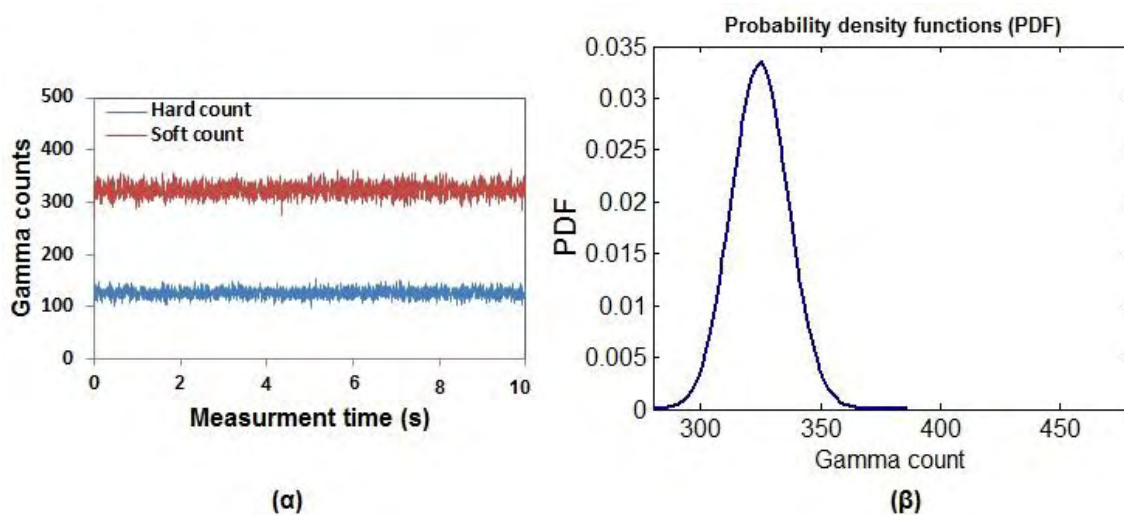 500
400
300
200
100
0
Gamma counts
Hard count
Soft count
0 2 4 6 8 10
Measurment time (s)
(α)
Probability density functions (PDF)
0.035
0.03
0.025
0.02
0.015
0.01
0.005
0
PDF
300 350 400 450
Gamma count
(β)